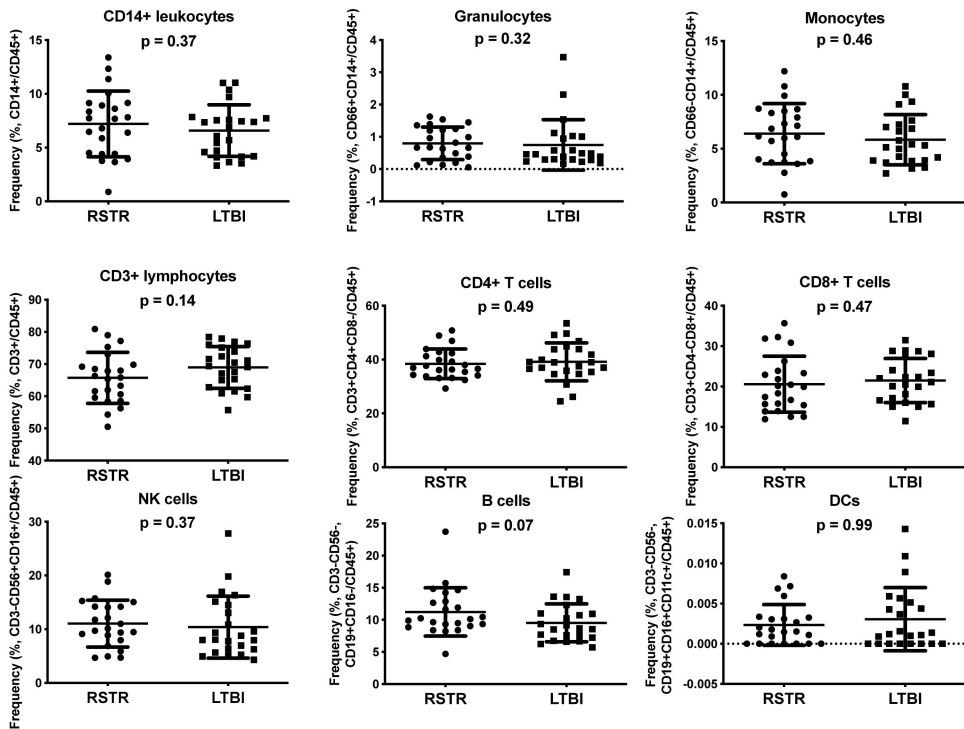 CD14+ leukocytes
p = 0.37
Frequency (%, CD14+/CD45+)
15
10
5
0
RSTR
LTBI
Granulocytes
p = 0.32
Frequency (%, CD66+CD14+/CD45+)
4
3
2
1
0
-1
RSTR
LTBI
Monocytes
p = 0.46
Frequency (%, CD66-CD14+/CD45+)
15
10
5
0
RSTR
LTBI
CD3+ lymphocytes
p = 0.14
Frequency (%, CD3+/CD45+)
90
80
70
60
50
40
RSTR
LTBI
CD4+ T cells
p = 0.49
Frequency (%, CD3+CD4+CD8-/CD45+)
60
40
20
0
RSTR
LTBI
CD8+ T cells
p = 0.47
Frequency (%, CD3+CD4-CD8+/CD45+)
40
30
20
10
0
RSTR
LTBI
NK cells
p = 0.37
Frequency (%, CD3-CD56+CD16+/CD45+)
30
20
10
0
RSTR
LTBI
B cells
p = 0.07
Frequency (%, CD3-CD56-,
CD19+CD16-/CD45+)
25
20
15
10
5
0
RSTR
LTBI
DCs
p = 0.99
Frequency (%, CD3-CD56-,
CD19+CD16+CD11c+/CD45+)
0.015
0.010
0.005
0.000
-0.005
RSTR
LTBI